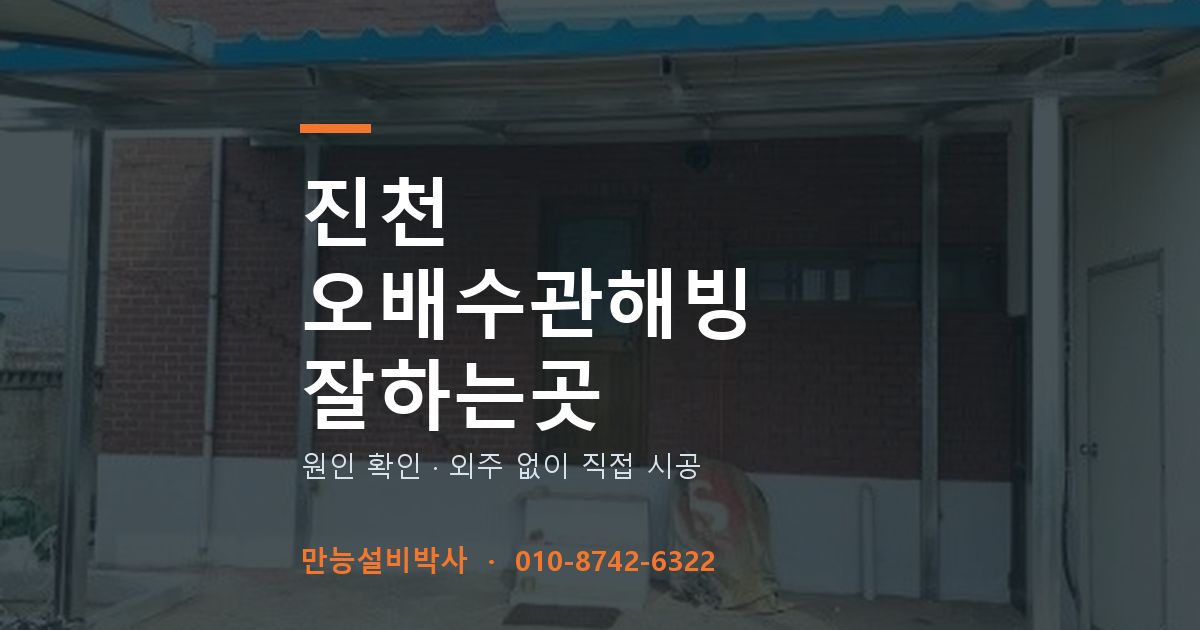 진천
오배수관해빙
잘하는곳
원인 확인 · 외주 없이 직접 시공
만능설비박사 · 010-8742-6322
S